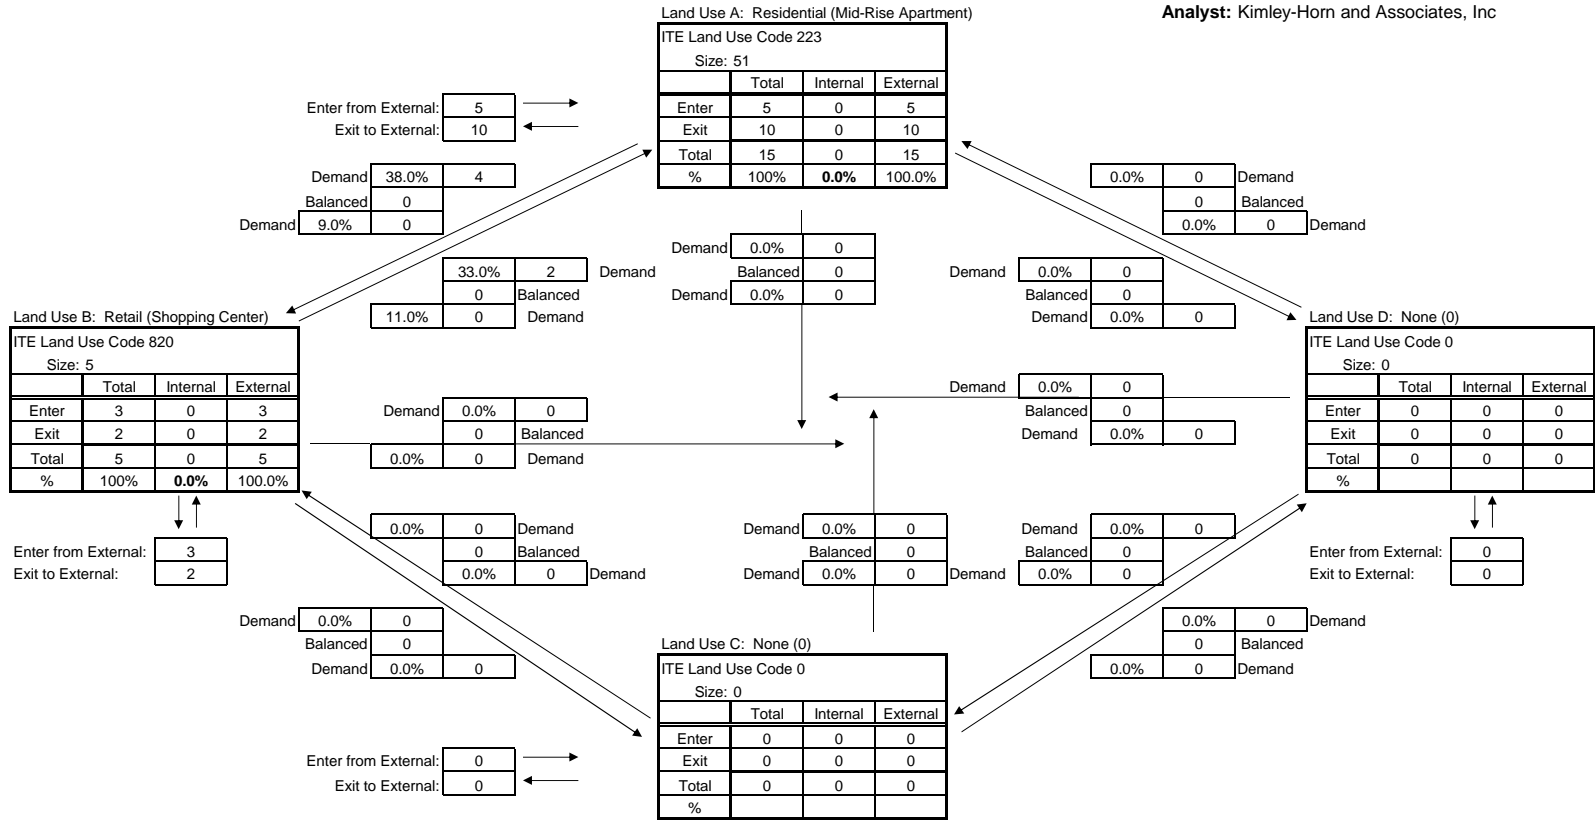 Land Use A: Residential (Mid-Rise Apartment)
Analyst: Kimley-Horn and Associates, Inc
ITE Land Use Code 223
Size: 51
Total Internal External
Enter 5 0 5
Exit 10 0 10
Total 15 0 15
% 100% 0.0% 100.0%
Enter from External: 5
Exit to External: 10
Demand 38.0% 4
Balanced 0
Demand 9.0% 0
33.0% 2 Demand
0 Balanced
11.0% 0 Demand
Demand 0.0% 0
Balanced 0
Demand 0.0% 0
0.0% 0 Demand
0 Balanced
0.0% 0 Demand
Demand 0.0% 0
Balanced 0
Demand 0.0% 0
Land Use B: Retail (Shopping Center)
ITE Land Use Code 820
Size: 5
Total Internal External
Enter 3 0 3
Exit 2 0 2
Total 5 0 5
% 100% 0.0% 100.0%
Enter from External: 3
Exit to External: 2
Demand 0.0% 0
0 Balanced
0.0% 0 Demand
Demand 0.0% 0
Balanced 0
Demand 0.0% 0
Land Use D: None (0)
ITE Land Use Code 0
Size: 0
Total Internal External
Enter 0 0 0
Exit 0 0 0
Total 0 0 0
%
Enter from External: 0
Exit to External: 0
0.0% 0 Demand
0 Balanced
0.0% 0 Demand
Demand 0.0% 0
Balanced 0
Demand 0.0% 0
Demand 0.0% 0
Balanced 0
Demand 0.0% 0
Demand 0.0% 0
Balanced 0
Demand 0.0% 0
0.0% 0 Demand
0 Balanced
0.0% 0 Demand
Land Use C: None (0)
ITE Land Use Code 0
Size: 0
Total Internal External
Enter 0 0 0
Exit 0 0 0
Total 0 0 0
%
Enter from External: 0
Exit to External: 0